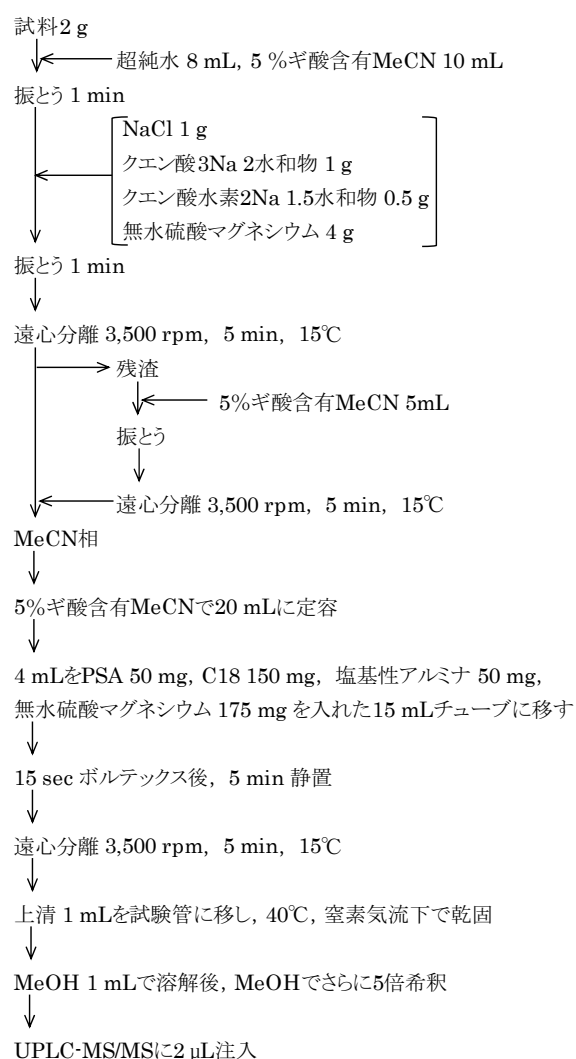 試料2 g
超純水 8 mL, 5 %ギ酸含有MeCN 10 mL
振とう 1 min
NaCl 1 g
クエン酸3Na 2水和物 1 g
クエン酸水素2Na 1.5水和物 0.5 g
無水硫酸マグネシウム 4 g
振とう 1 min
遠心分離 3,500 rpm, 5 min, 15℃
残渣
5%ギ酸含有MeCN 5mL
振とう
遠心分離 3,500 rpm, 5 min, 15℃
MeCN相
5%ギ酸含有MeCNで20 mLに定容
4 mLをPSA 50 mg, C18 150 mg, 塩基性アルミナ 50 mg,
無水硫酸マグネシウム 175 mg を入れた15 mLチューブに移す
15 sec ボルテックス後, 5 min 静置
遠心分離 3,500 rpm, 5 min, 15℃
上清 1 mLを試験管に移し, 40℃, 窒素気流下で乾固
MeOH 1 mLで溶解後, MeOHでさらに5倍希釈
UPLC-MS/MSに2 μL注入